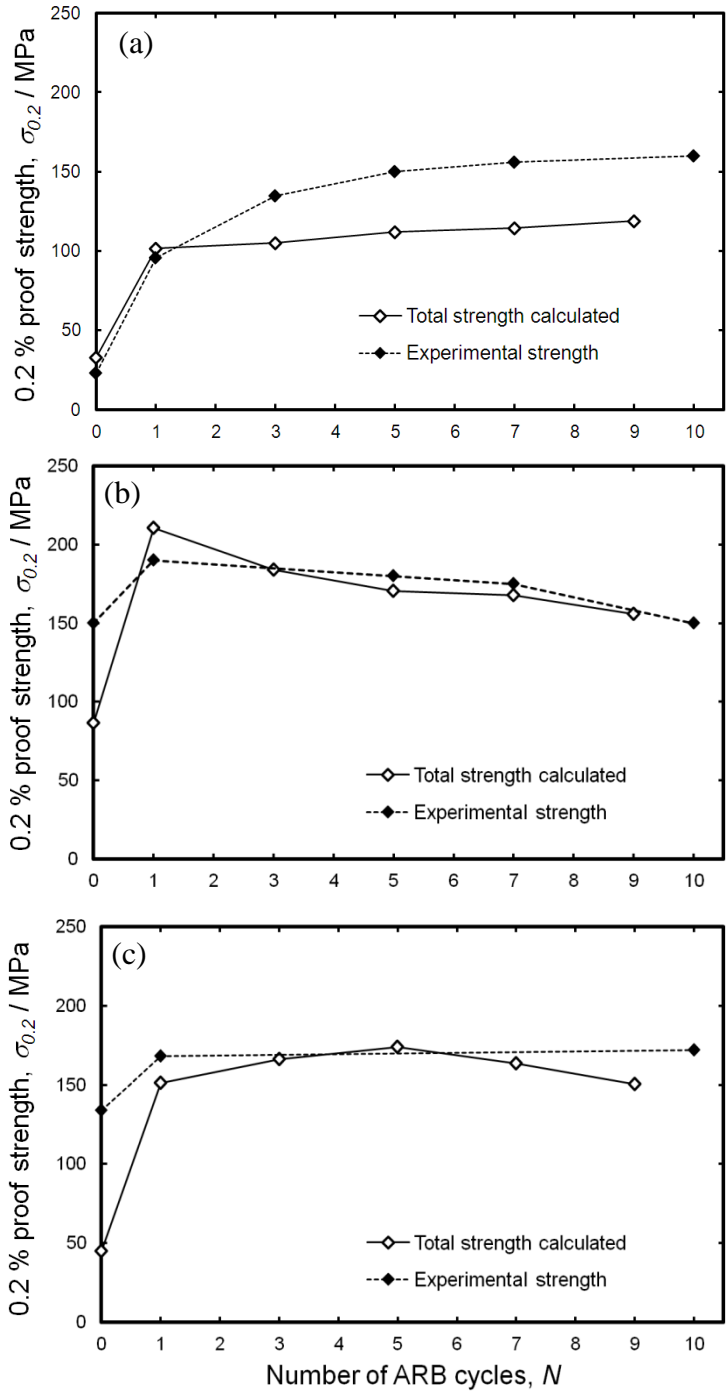 (a)
0.2 % proof strength, σ0.2 / MPa
250
200
150
100
50
0
Total strength calculated
Experimental strength
0 1 2 3 4 5 6 7 8 9 10
(b)
0.2 % proof strength, σ0.2 / MPa
250
200
150
100
50
0
Total strength calculated
Experimental strength
0 1 2 3 4 5 6 7 8 9 10
(c)
0.2 % proof strength, σ0.2 / MPa
250
200
150
100
50
0
Total strength calculated
Experimental strength
0 1 2 3 4 5 6 7 8 9 10
Number of ARB cycles, N